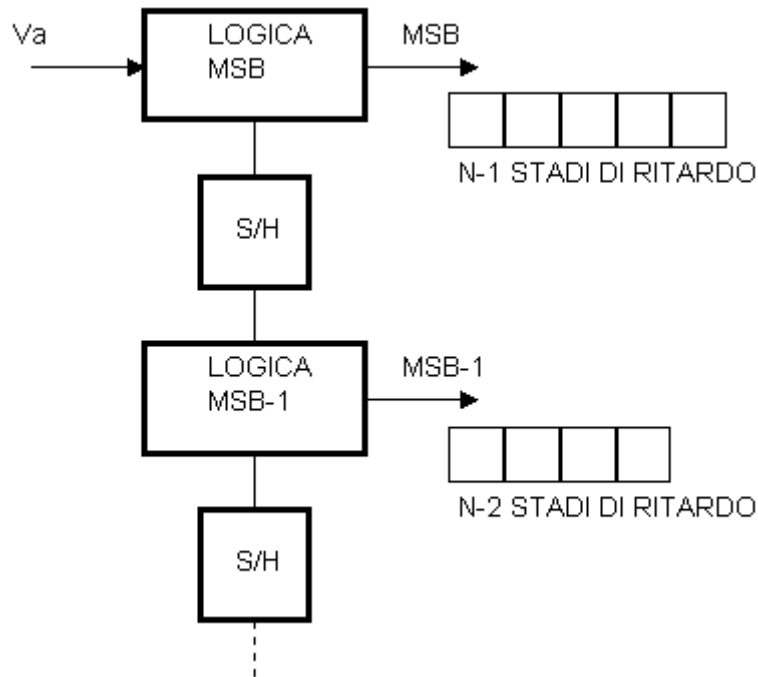 Va
LOGICA
MSB
MSB
N-1 STADI DI RITARDO
S/H
LOGICA
MSB-1
MSB-1
N-2 STADI DI RITARDO
S/H